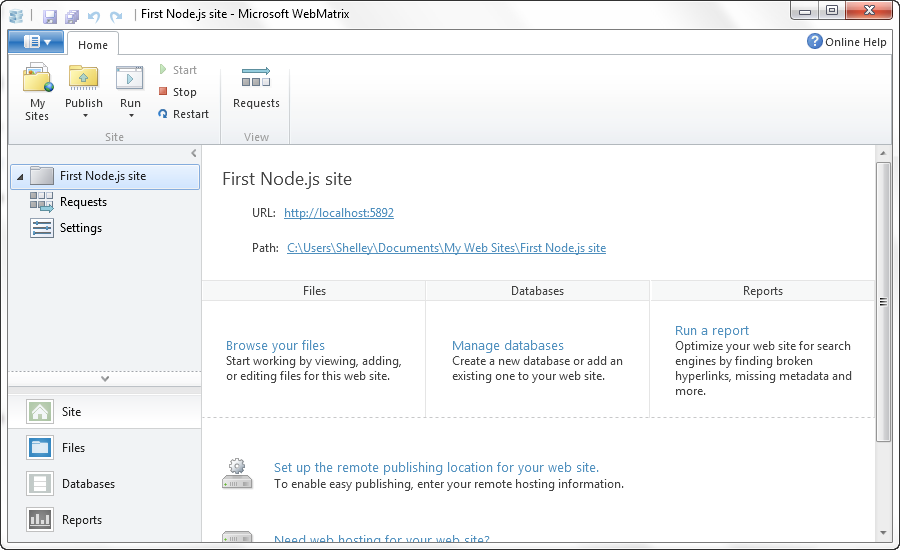 First Node.js site - Microsoft WebMatrix
Home
Online Help
My
Sites
Publish
Run
Start
Stop
Restart
Site
Requests
View
First Node.js site
Requests
Settings
Site
Files
Databases
Reports
First Node.js site
URL: http://localhost:5892
Path: C:\Users\Shelley\Documents\My Web Sites\First Node.js site
Files
Databases
Reports
Browse your files
Start working by viewing, adding,
or editing files for this web site.
Manage databases
Create a new database or add an
existing one to your web site.
Run a report
Optimize your web site for search
engines by finding broken
hyperlinks, missing metadata and
more.
Set up the remote publishing location for your web site.
To enable easy publishing, enter your remote hosting information.
Need web hosting for your web site?